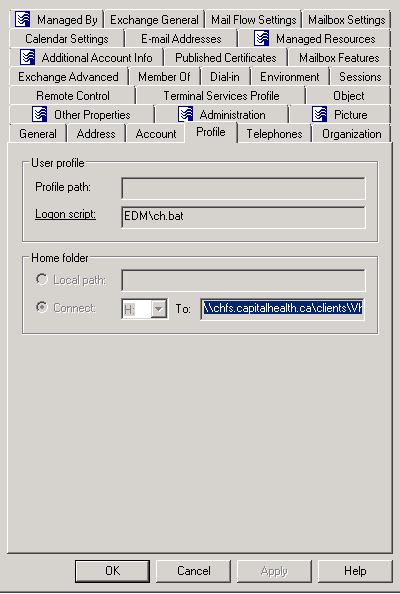 Managed By Exchange General Mail Flow Settings Mailbox Settings
Calendar Settings E-mail Addresses Managed Resources
Additional Account Info Published Certificates Mailbox Features
Exchange Advanced Member Of Dial-in Environment Sessions
Remote Control Terminal Services Profile Object
Other Properties Administration Picture
General Address Account Profile Telephones Organization
User profile
Profile path:
Logon script: EDM\ch.bat
Home folder
Local path:
Connect: H: To: \\chfs.capitalhealth.ca\clients\Vh
OK Cancel Apply Help